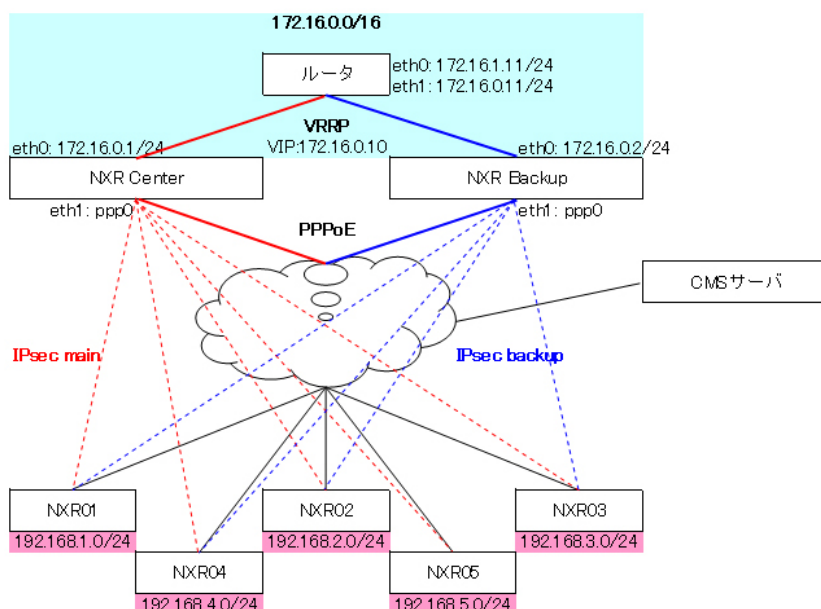 172.16.0.0/16
ルータ
eth0: 172.16.1.11/24
eth1: 172.16.0.11/24
VRRP
VIP:172.16.0.10
eth0: 172.16.0.1/24
eth0: 172.16.0.2/24
NXR Center
NXR Backup
eth1: ppp0
eth1: ppp0
PPPoE
CMSサーバ
IPsec main
IPsec backup
NXR01
NXR02
NXR03
192.168.1.0/24
192.168.2.0/24
192.168.3.0/24
NXR04
NXR05
192.168.4.0/24
192.168.5.0/24